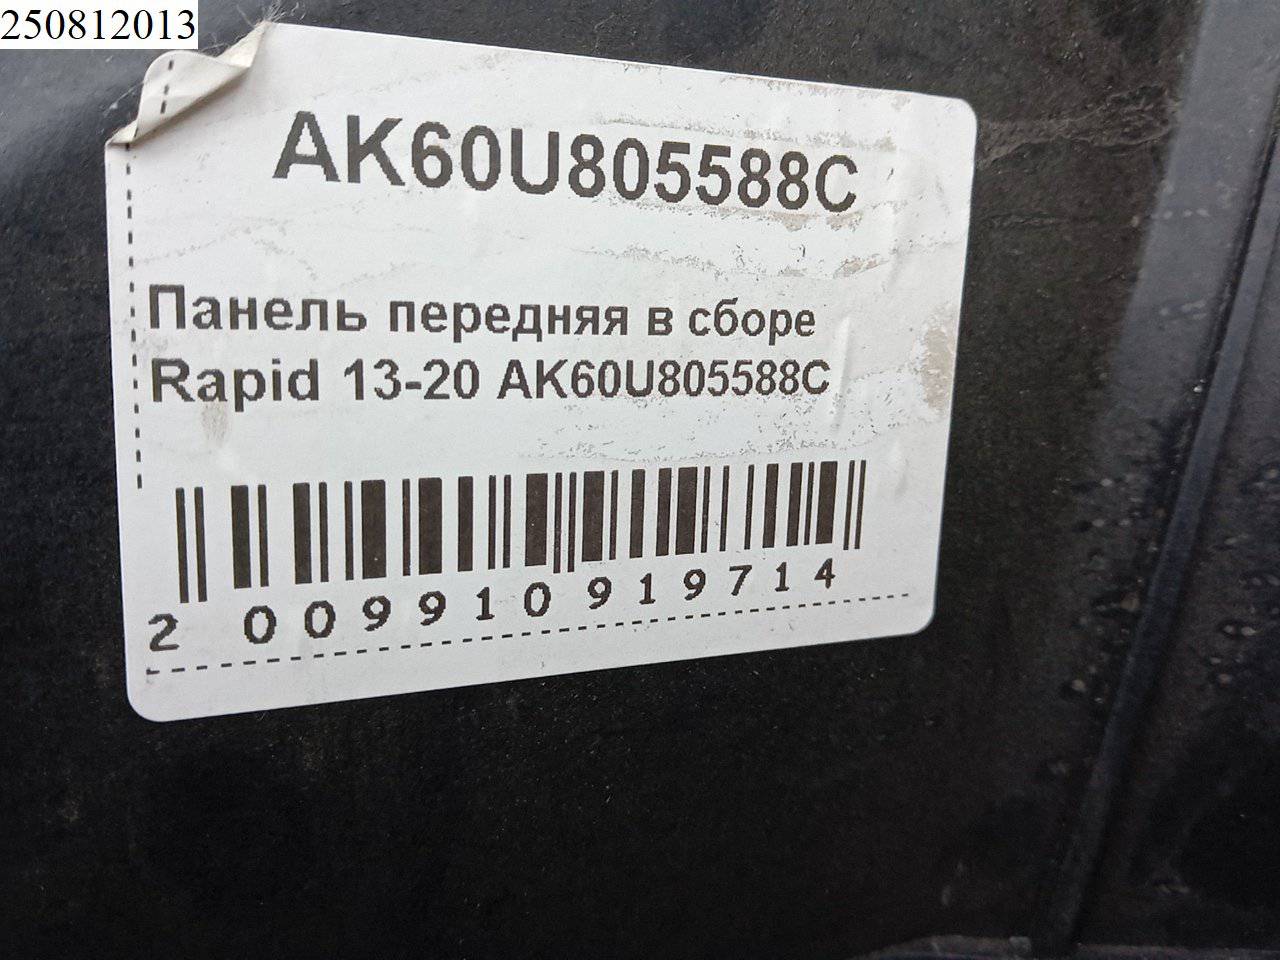 250812013
AK60U805588C
Панель передняя в сборе
Rapid 13-20 AK60U805588C
2 009910 919714